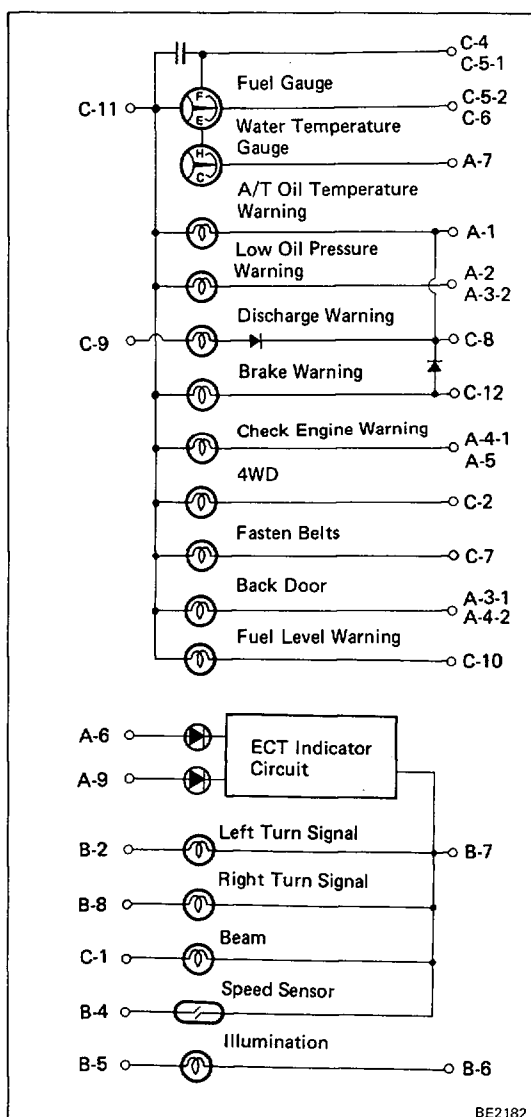 C-4
C-5-1
Fuel Gauge
F
E
C-11
C-5-2
C-6
Water Temperature
Gauge
H
C
A-7
A/T Oil Temperature
Warning
A-1
Low Oil Pressure
Warning
A-2
A-3-2
Discharge Warning
C-9
C-8
Brake Warning
C-12
Check Engine Warning
A-4-1
A-5
4WD
C-2
Fasten Belts
C-7
Back Door
A-3-1
A-4-2
Fuel Level Warning
C-10
A-6
ECT Indicator
Circuit
A-9
Left Turn Signal
B-2
B-7
Right Turn Signal
B-8
Beam
C-1
Speed Sensor
B-4
Illumination
B-5
B-6
BE2182